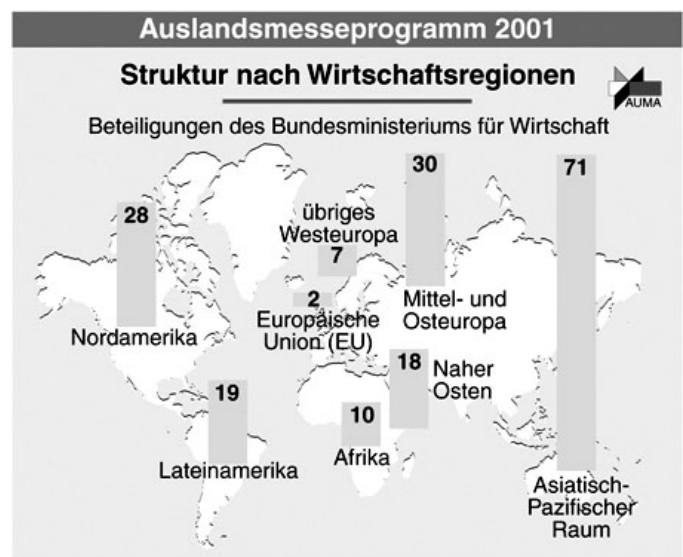 Auslandsmesseprogramm 2001
Struktur nach Wirtschaftsregionen
AUMA
Beteiligungen des Bundesministeriums für Wirtschaft
28
Nordamerika
übriges
Westeuropa
7
2
Europäische
Union (EU)
30
Mittel- und
Osteuropa
71
Asiatisch-
Pazifischer
Raum
19
Lateinamerika
10
Afrika
18
Naher
Osten